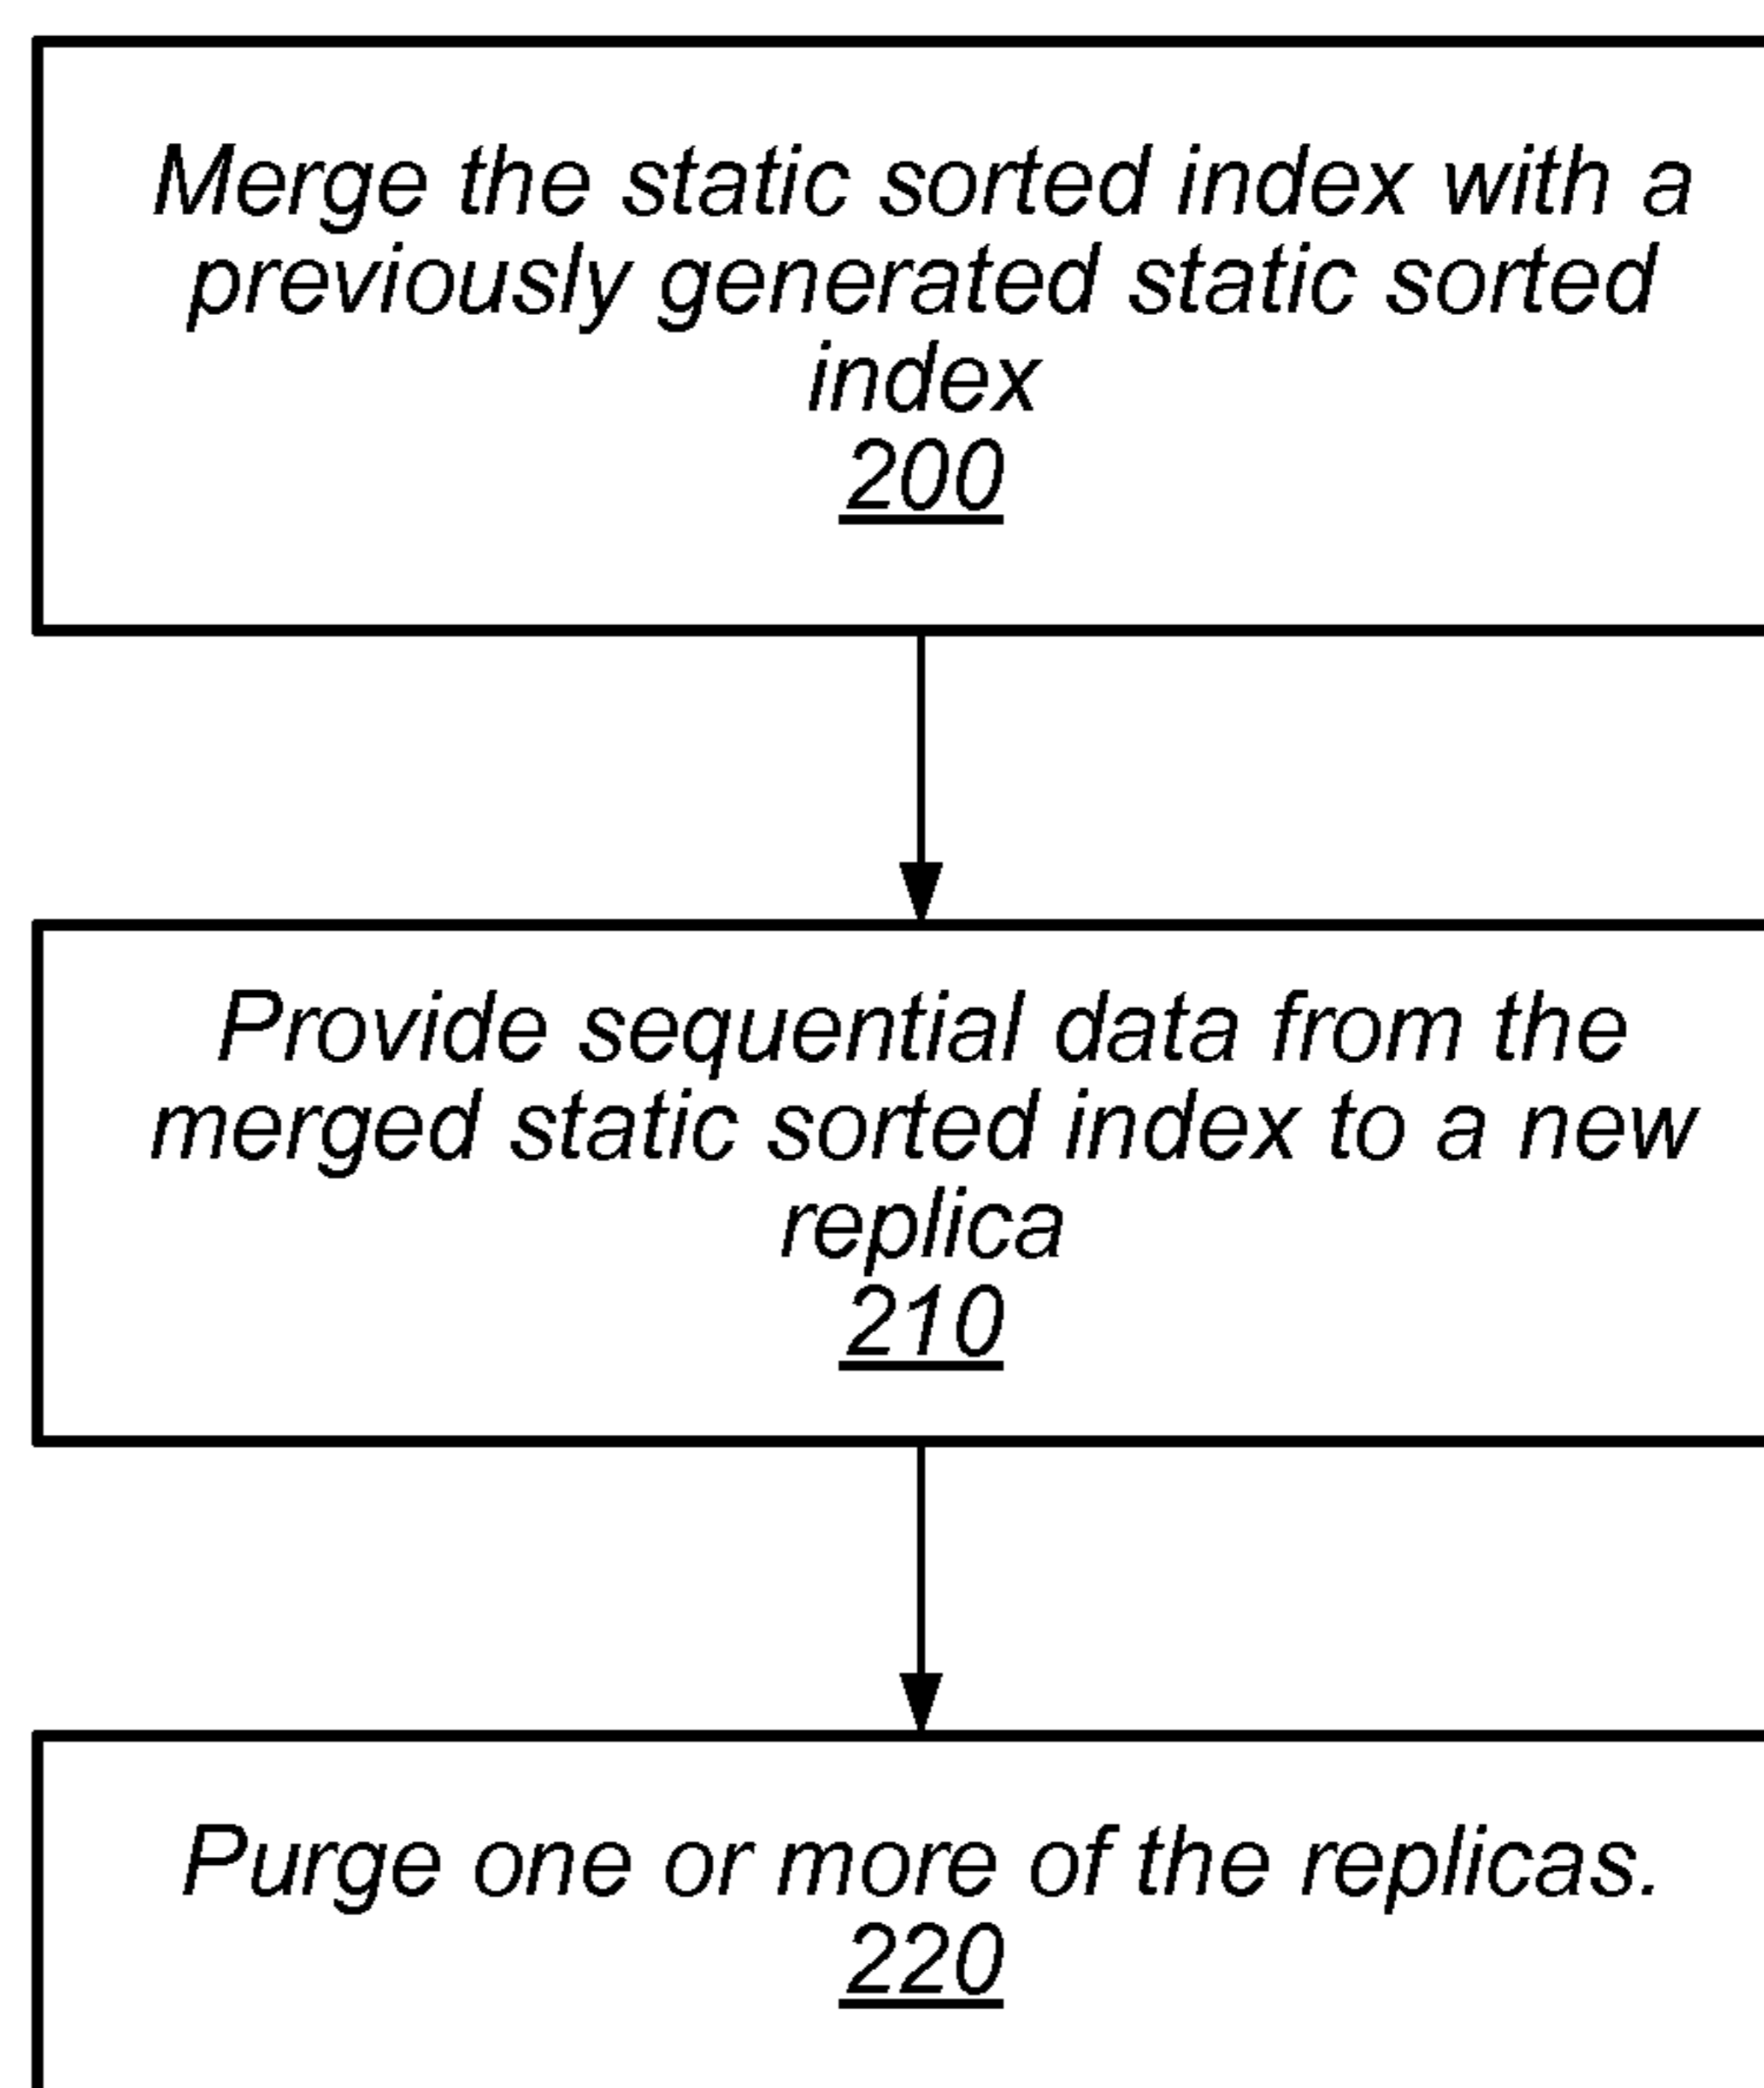 Merge the static sorted index with a
previously generated static sorted
index
200
Provide sequential data from the
merged static sorted index to a new
replica
210
Purge one or more of the replicas.
220